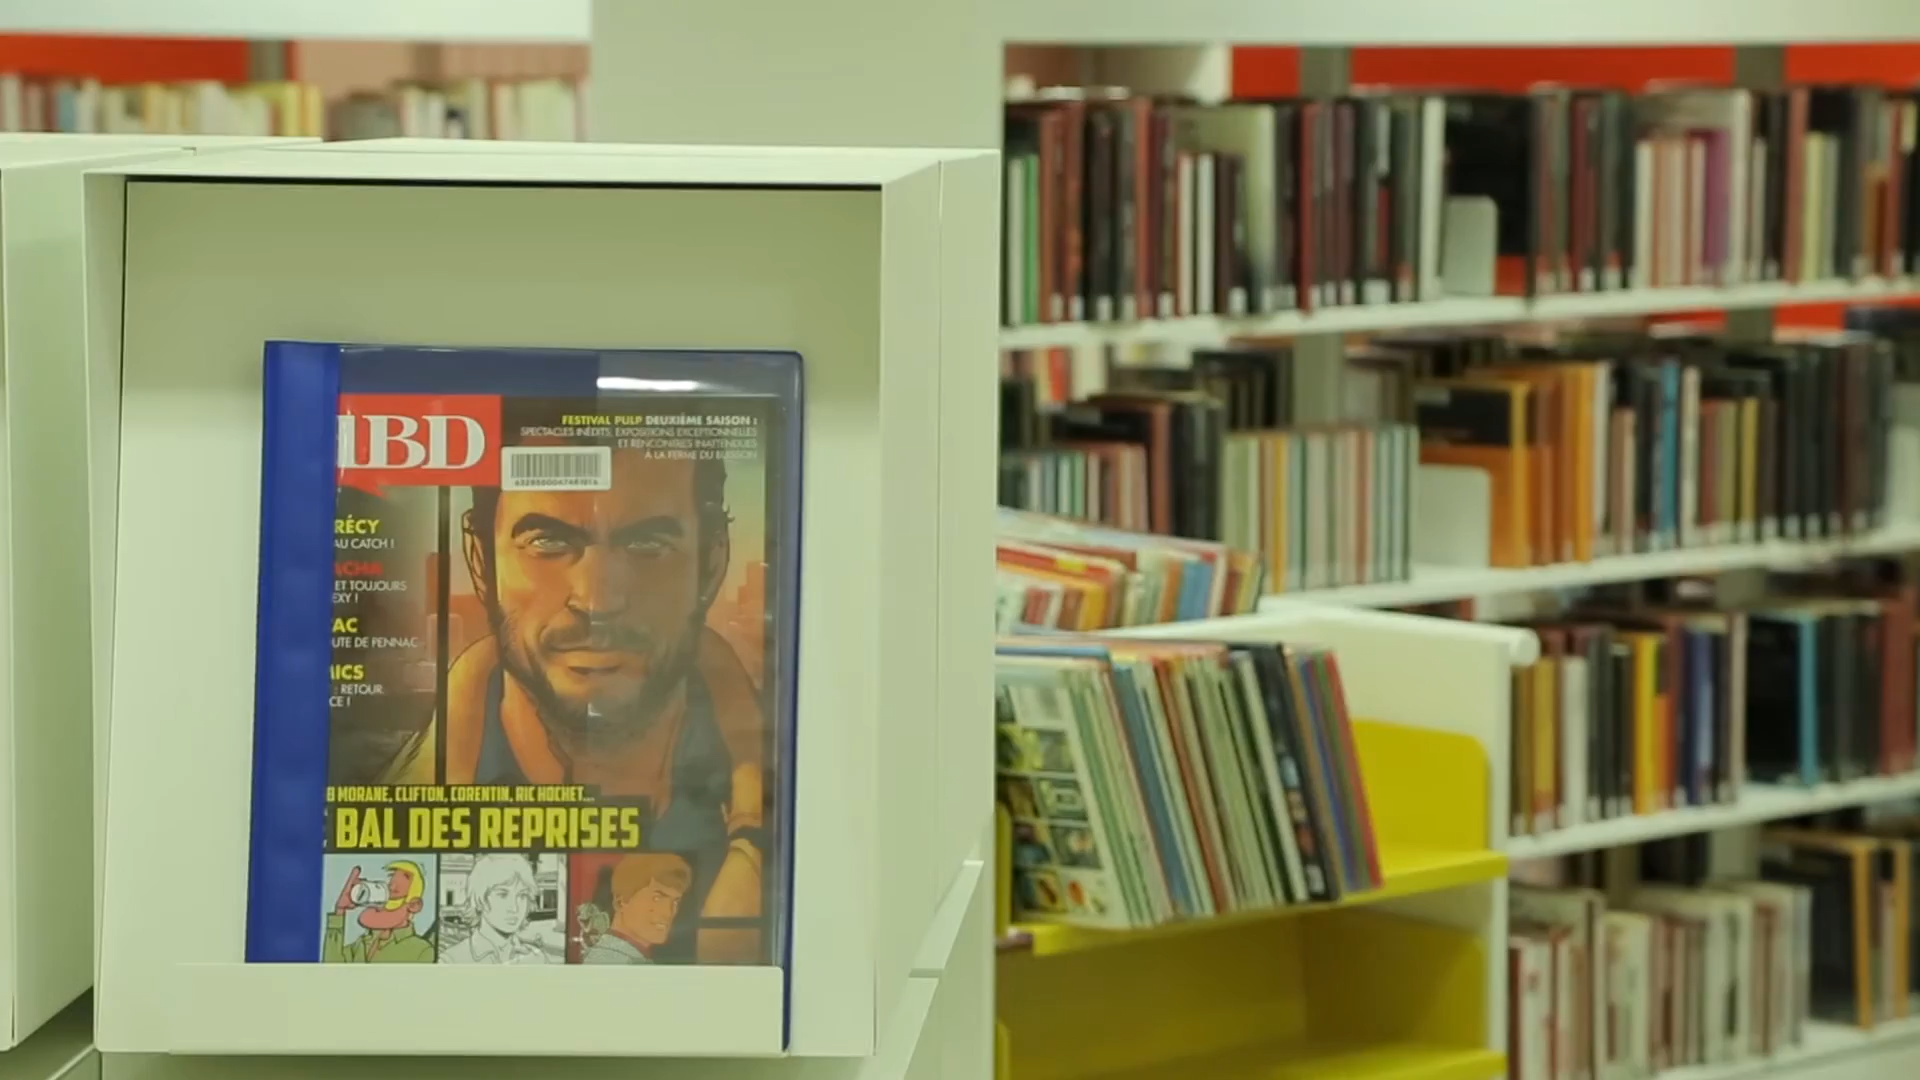 BD
FESTIVAL PULP DEUXIÈME SAISON :
SPECTACLES INÉDITS, EXPOSITIONS EXCEPTIONNELLES
ET RENCONTRES INATTENDUES
À LA FERME DU BUISSON
RÉCY
AU CATCH !
ACHA
ET TOUJOURS
EXY !
AC
UTE DE PENNAC
ICS
: RETOUR
CE !
B MORANE, CLIFTON, CORENTIN, RIC HOCHET...
BAL DES REPRISES